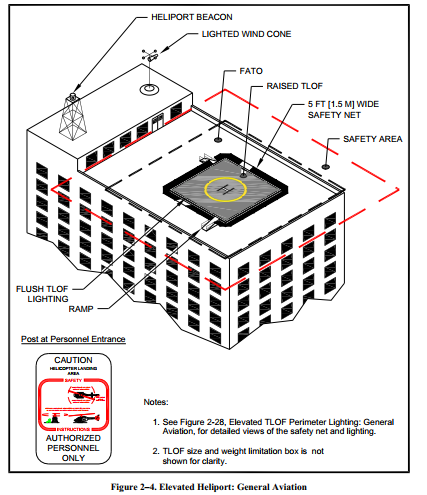 HELIPORT BEACON
LIGHTED WIND CONE
FATO
RAISED TLOF
5 FT [1.5 M] WIDE
SAFETY NET
SAFETY AREA
H
FLUSH TLOF
LIGHTING
RAMP
Post at Personnel Entrance
CAUTION
HELICOPTER LANDING
AREA
SAFETY
INSTRUCTIONS
AUTHORIZED
PERSONNEL
ONLY
Notes:
1. See Figure 2-28, Elevated TLOF Perimeter Lighting: General
Aviation, for detailed views of the safety net and lighting.
2. TLOF size and weight limitation box is not
shown for clarity.
Figure 2–4. Elevated Heliport: General Aviation